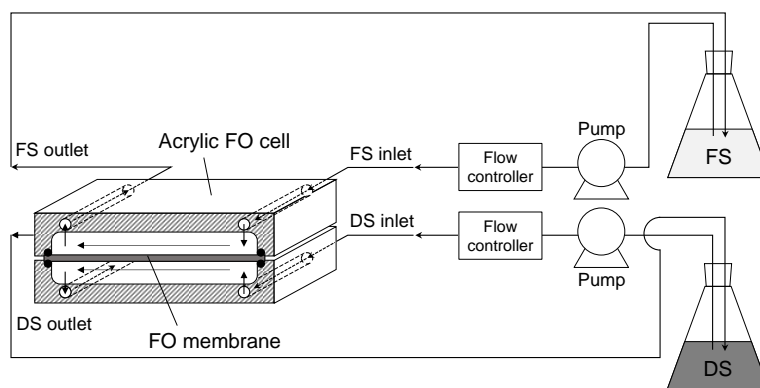 FS outlet
Acrylic FO cell
FS inlet
Flow
controller
Pump
FS
DS inlet
Flow
controller
Pump
DS outlet
FO membrane
DS